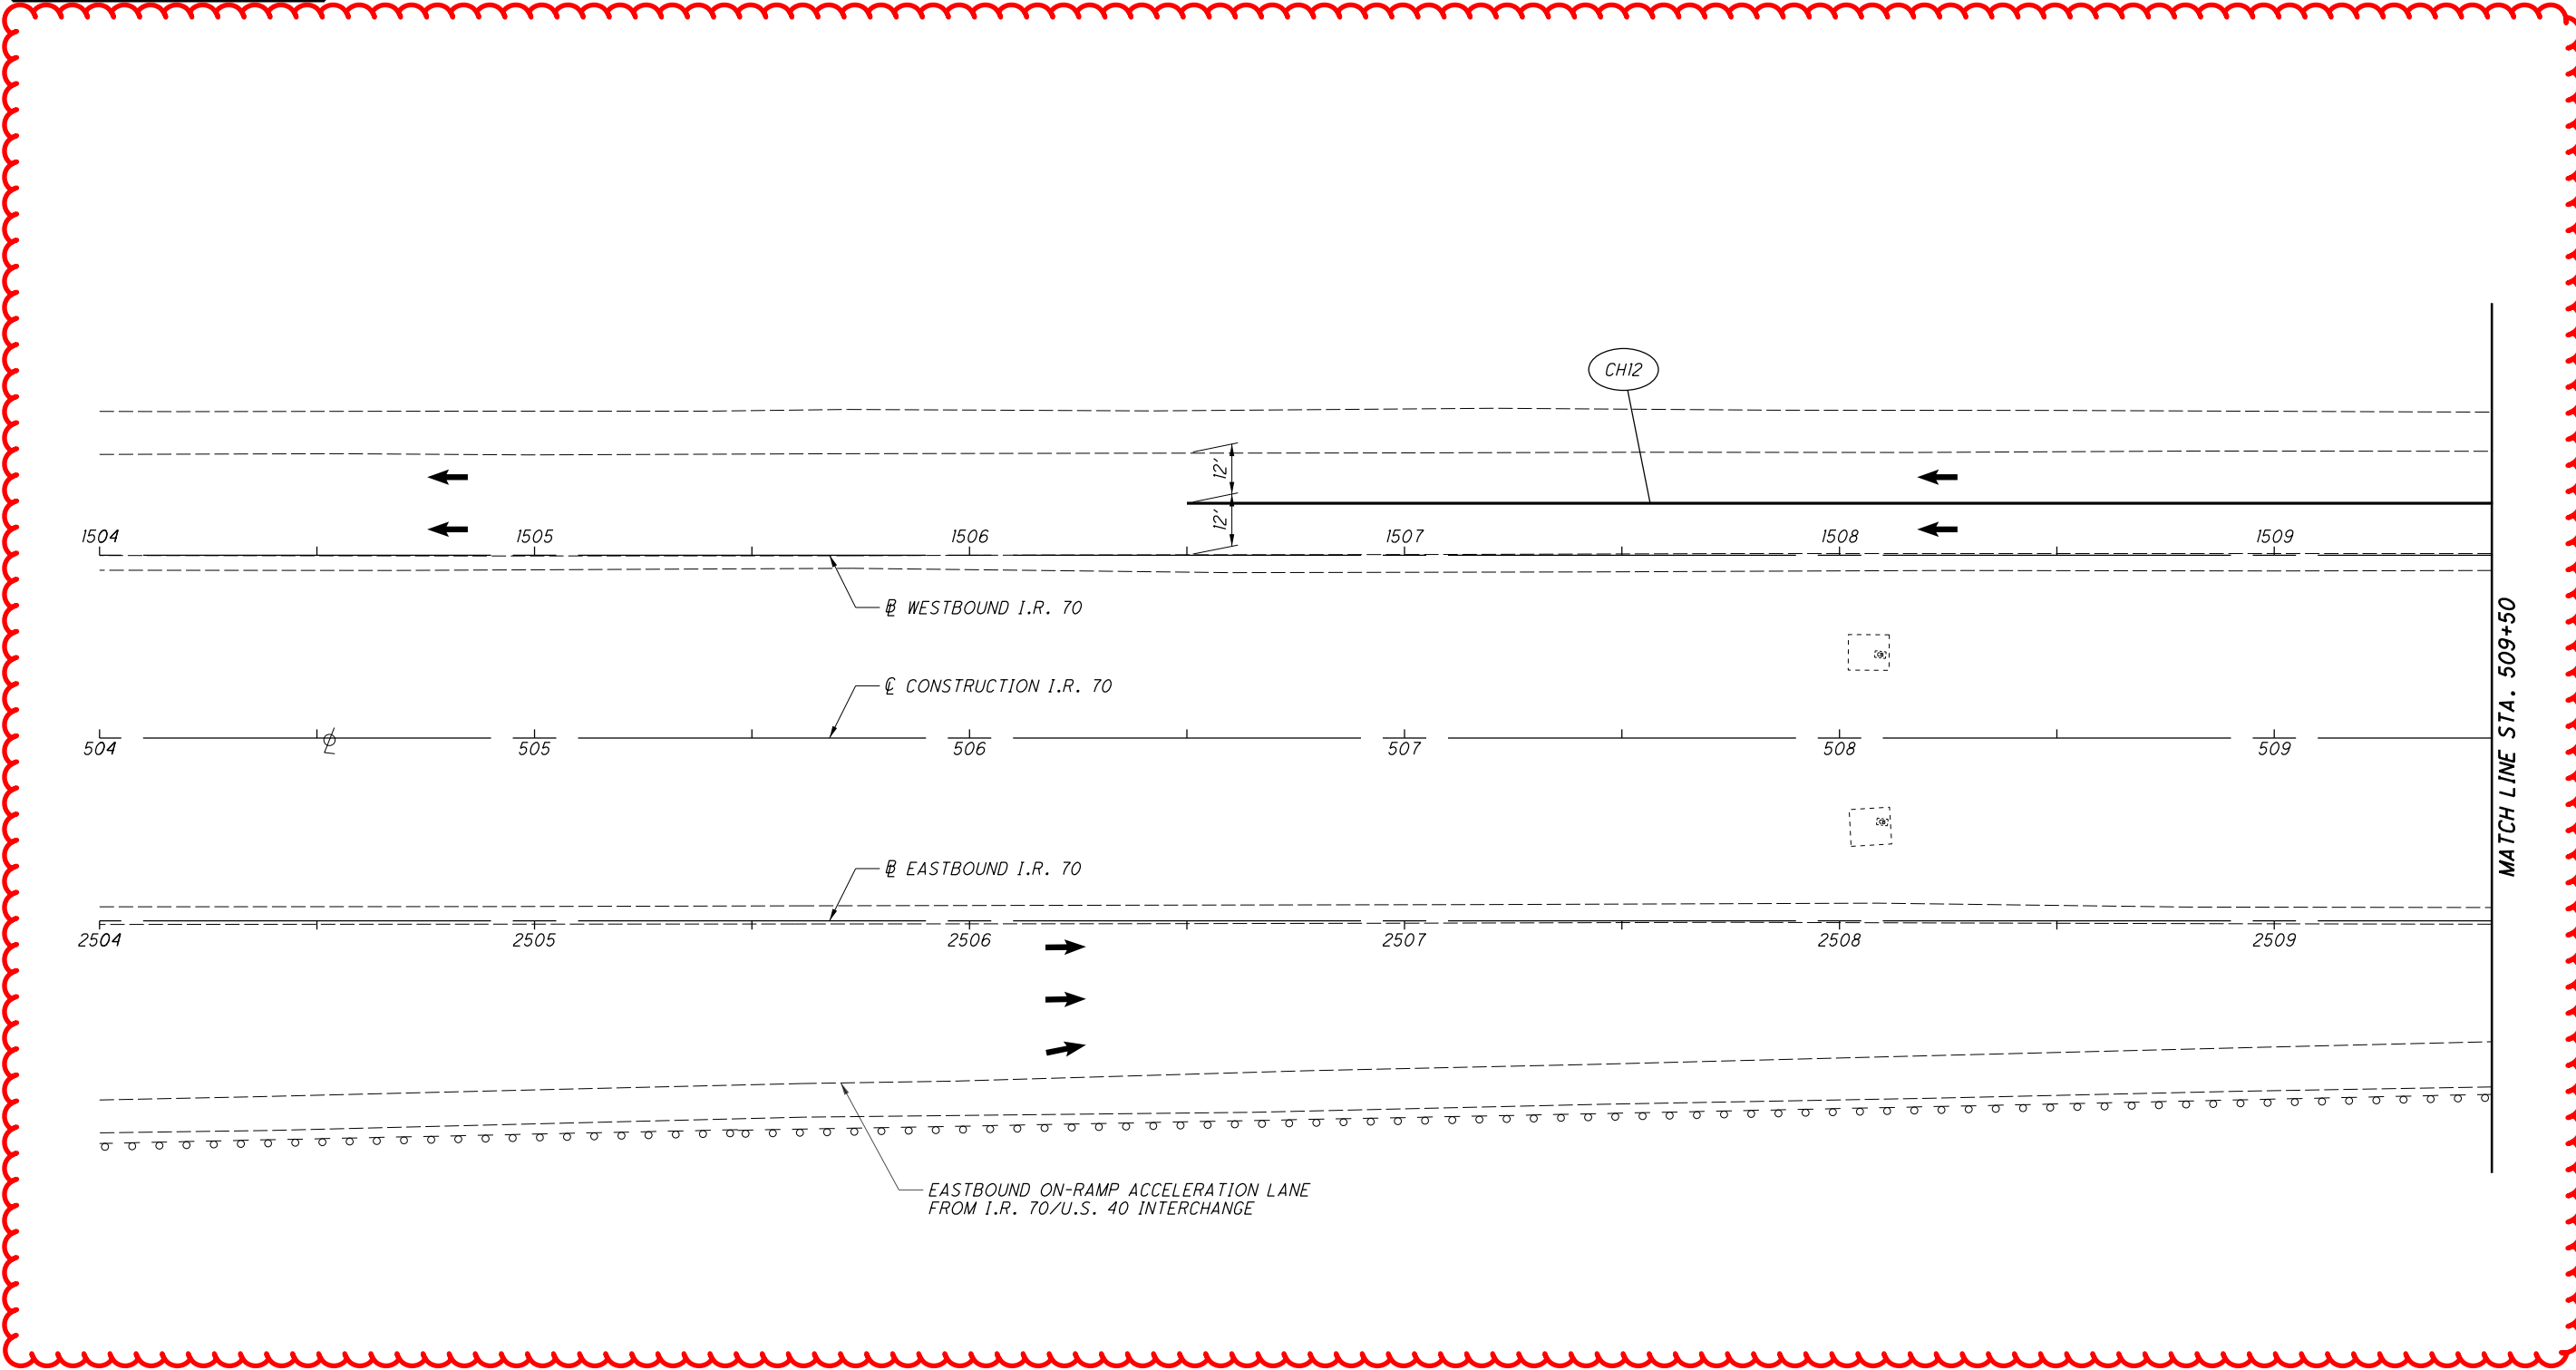 CH12
12'
12'
1504 1505 1506 1507 1508 1509
℄ WESTBOUND I.R. 70
℄ CONSTRUCTION I.R. 70
504 505 506 507 508 509
℄ EASTBOUND I.R. 70
2504 2505 2506 2507 2508 2509
EASTBOUND ON-RAMP ACCELERATION LANE
FROM I.R. 70/U.S. 40 INTERCHANGE
MATCH LINE STA. 509+50